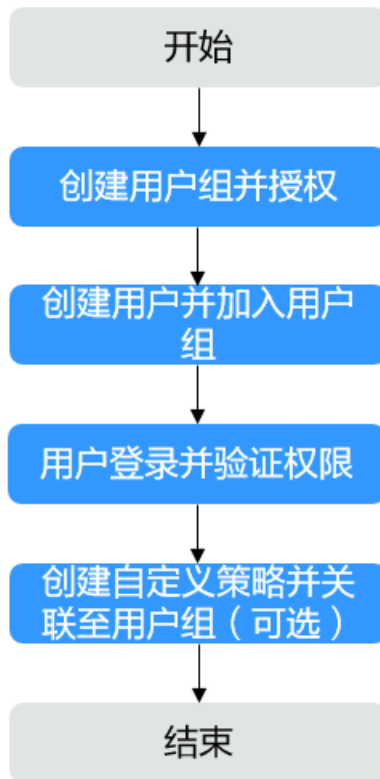 开始
创建用户组并授权
创建用户并加入用户
组
用户登录并验证权限
创建自定义策略并关
联至用户组（可选）
结束